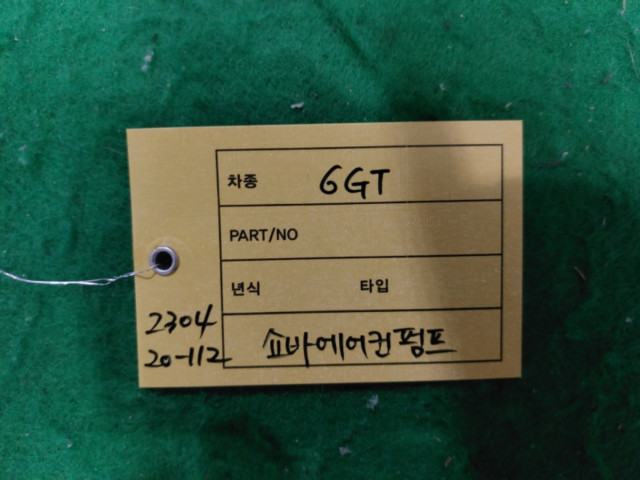 차종 6GT
PART/NO
년식 타입
쇼바에어컨펌프
2304
20-112